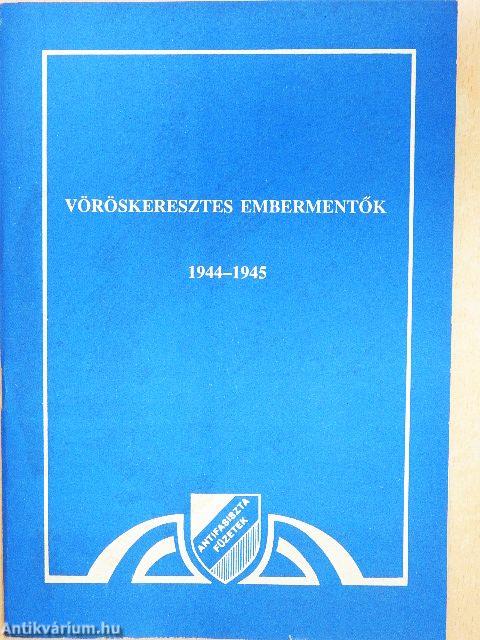 VÖRÖSKERESZTES EMBERMENTŐK
1944–1945
ANTIFASISZTA
FÜZETEK
Antikvárium.hu